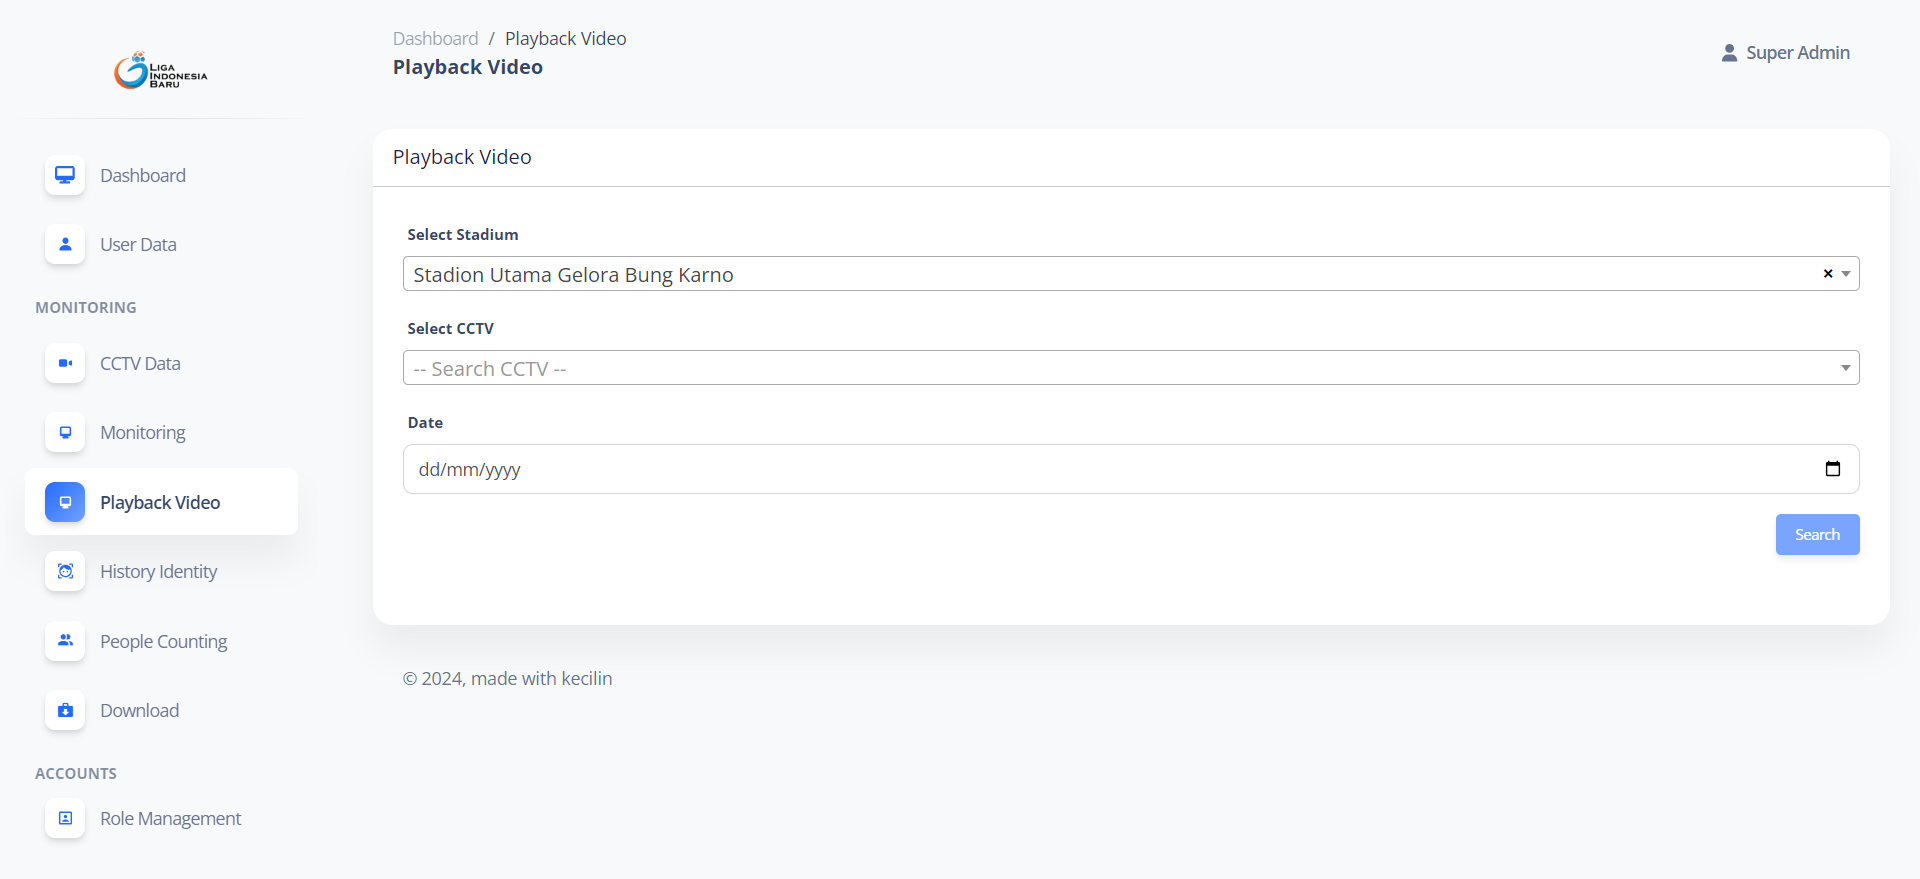 LIGA
INDONESIA
BARU
Dashboard / Playback Video
Playback Video
Super Admin
Dashboard
User Data
MONITORING
CCTV Data
Monitoring
Playback Video
History Identity
People Counting
Download
ACCOUNTS
Role Management
Playback Video
Select Stadium
Stadion Utama Gelora Bung Karno ×
Select CCTV
-- Search CCTV --
Date
dd/mm/yyyy
Search
© 2024, made with kecilin